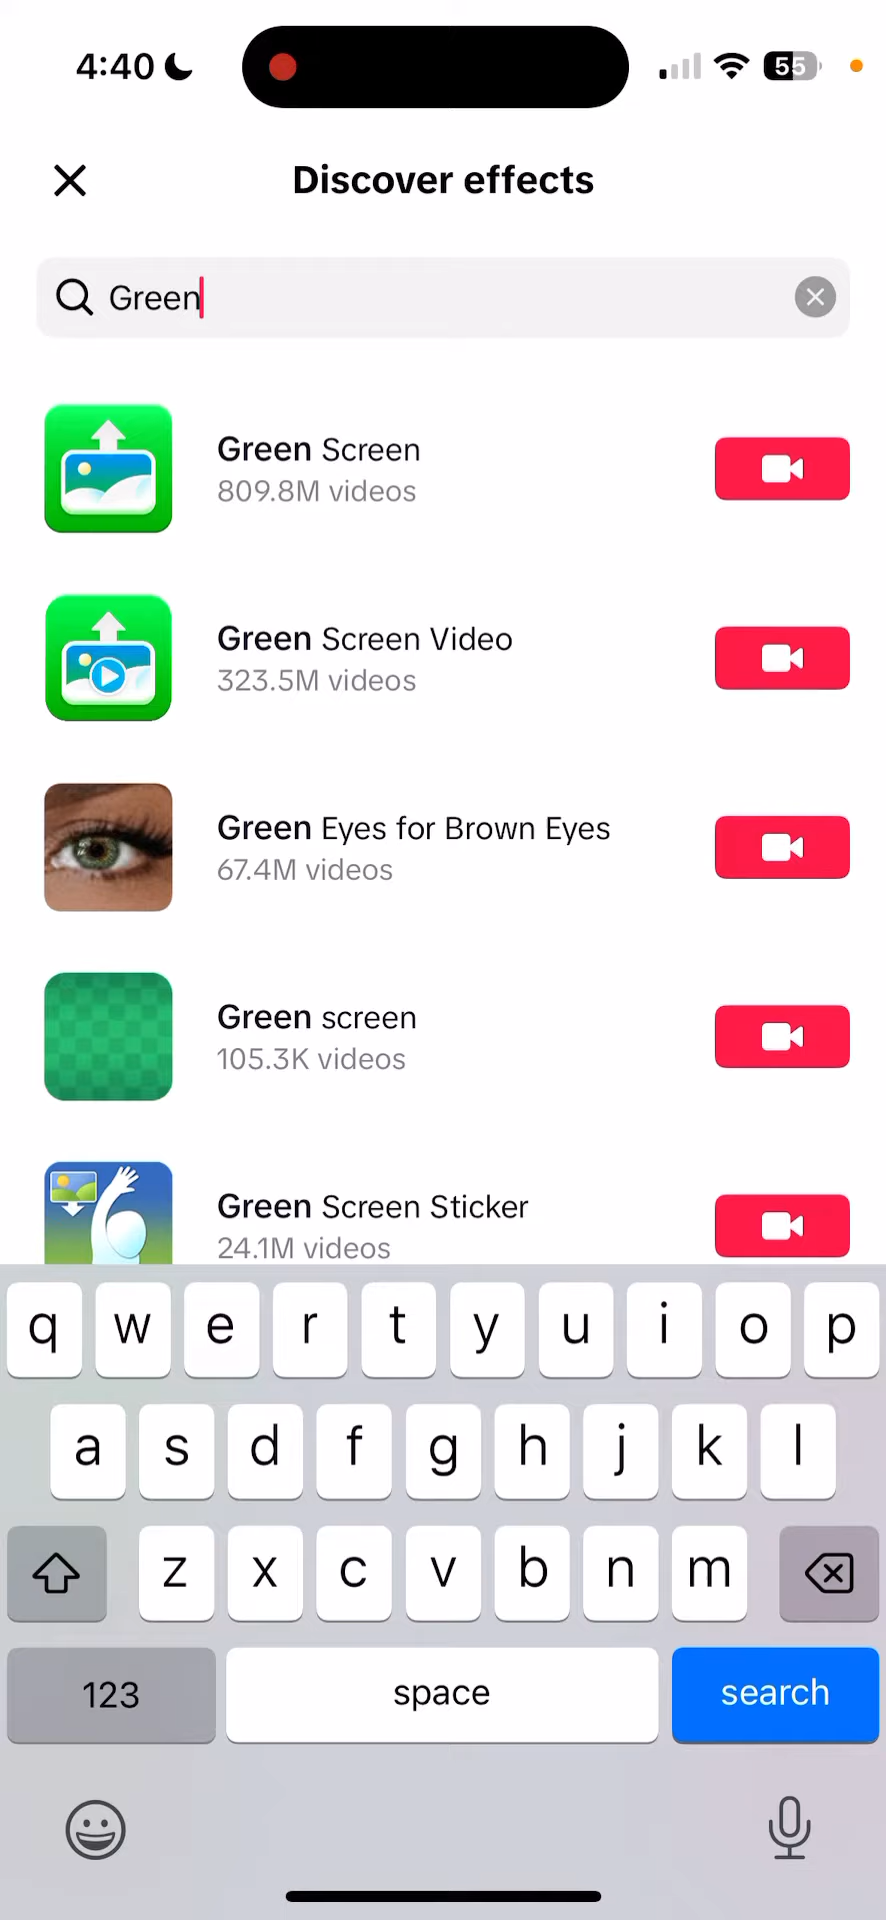 4:40
55
Discover effects
Green
Green Screen
809.8M videos
Green Screen Video
323.5M videos
Green Eyes for Brown Eyes
67.4M videos
Green screen
105.3K videos
Green Screen Sticker
24.1M videos
q w e r t y u i o p
a s d f g h j k l
z x c v b n m
123 space search